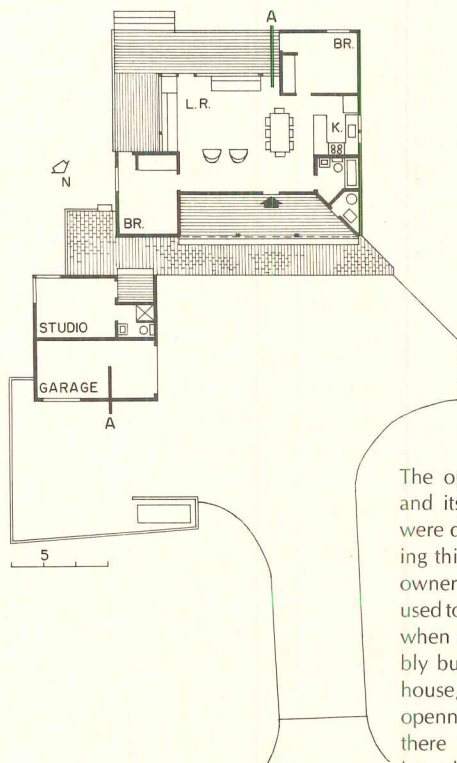 A
BR.
L.R.
K.
N
BR.
STUDIO
GARAGE
A
5
The o
and its
were d
ing thi
owner
used to
when
bly bu
house,
openn
there